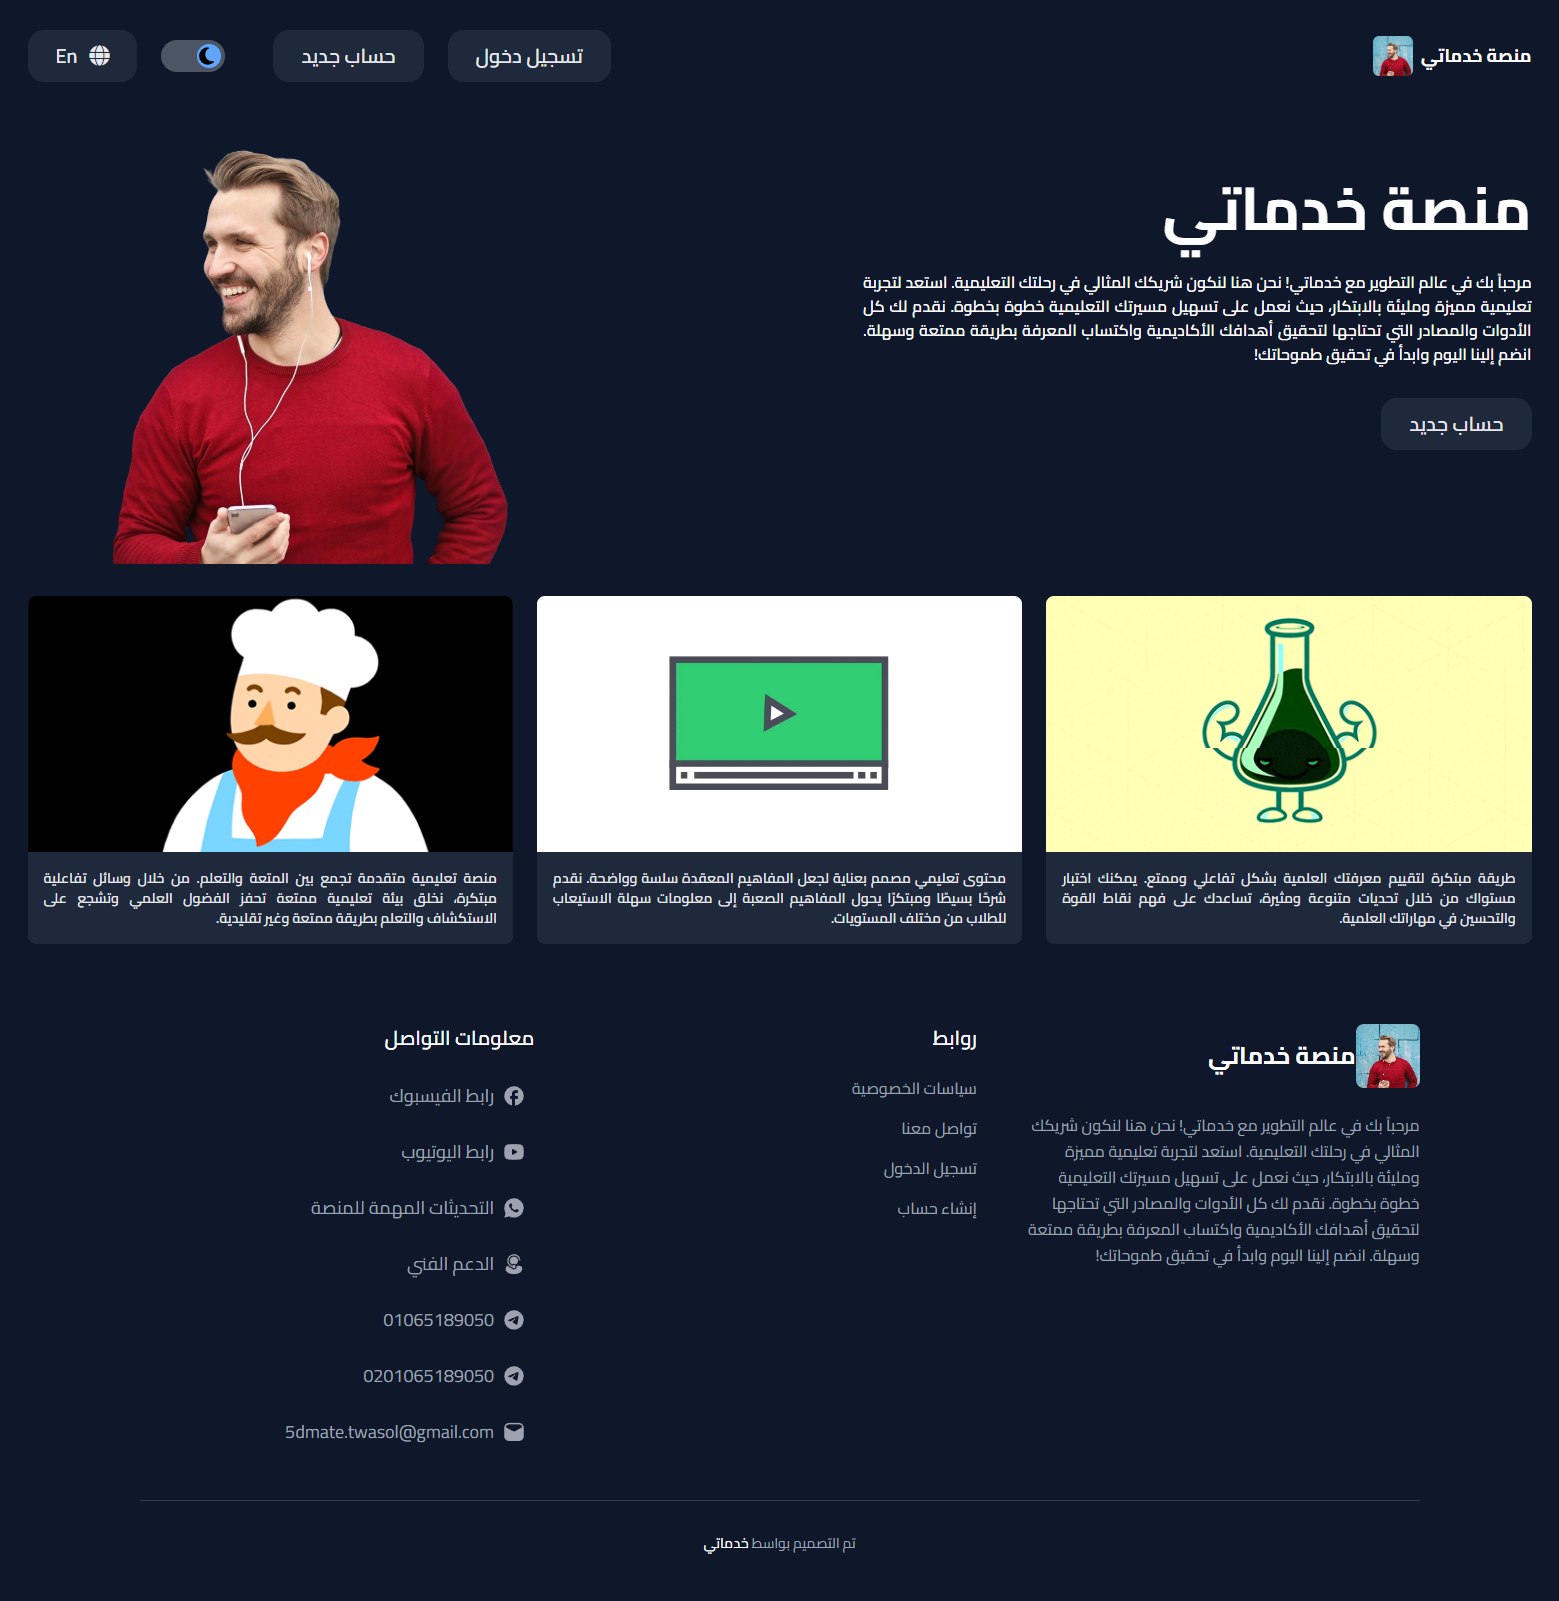 منصة خدماتي
تسجيل دخول
حساب جديد
En
منصة خدماتي
مرحباً بك في عالم التطوير مع خدماتي! نحن هنا لنكون شريكك المثالي في رحلتك التعليمية. استعد لتجربة
تعليمية مميزة ومليئة بالابتكار، حيث نعمل على تسهيل مسيرتك التعليمية خطوة بخطوة. نقدم لك كل
الأدوات والمصادر التي تحتاجها لتحقيق أهدافك الأكاديمية واكتساب المعرفة بطريقة ممتعة وسهلة.
انضم إلينا اليوم وابدأ في تحقيق طموحاتك!
حساب جديد
طريقة مبتكرة لتقييم معرفتك العلمية بشكل تفاعلي وممتع. يمكنك اختبار
مستواك من خلال تحديات متنوعة ومثيرة، تساعدك على فهم نقاط القوة
والتحسين في مهاراتك العلمية.
محتوى تعليمي مصمم بعناية لجعل المفاهيم المعقدة سلسة وواضحة. نقدم
شرحًا بسيطًا ومبتكرًا يحول المفاهيم الصعبة إلى معلومات سهلة الاستيعاب
للطلاب من مختلف المستويات.
منصة تعليمية متقدمة تجمع بين المتعة والتعلم. من خلال وسائل تفاعلية
مبتكرة، نخلق بيئة تعليمية ممتعة تحفز الفضول العلمي وتشجع على
الاستكشاف والتعلم بطريقة ممتعة وغير تقليدية.
منصة خدماتي
مرحباً بك في عالم التطوير مع خدماتي! نحن هنا لنكون شريكك
المثالي في رحلتك التعليمية. استعد لتجربة تعليمية مميزة
ومليئة بالابتكار، حيث نعمل على تسهيل مسيرتك التعليمية
خطوة بخطوة. نقدم لك كل الأدوات والمصادر التي تحتاجها
لتحقيق أهدافك الأكاديمية واكتساب المعرفة بطريقة ممتعة
وسهلة. انضم إلينا اليوم وابدأ في تحقيق طموحاتك!
روابط
سياسات الخصوصية
تواصل معنا
تسجيل الدخول
إنشاء حساب
معلومات التواصل
رابط الفيسبوك
رابط اليوتيوب
التحديثات المهمة للمنصة
الدعم الفني
01065189050
0201065189050
5dmate.twasol@gmail.com
تم التصميم بواسط خدماتي